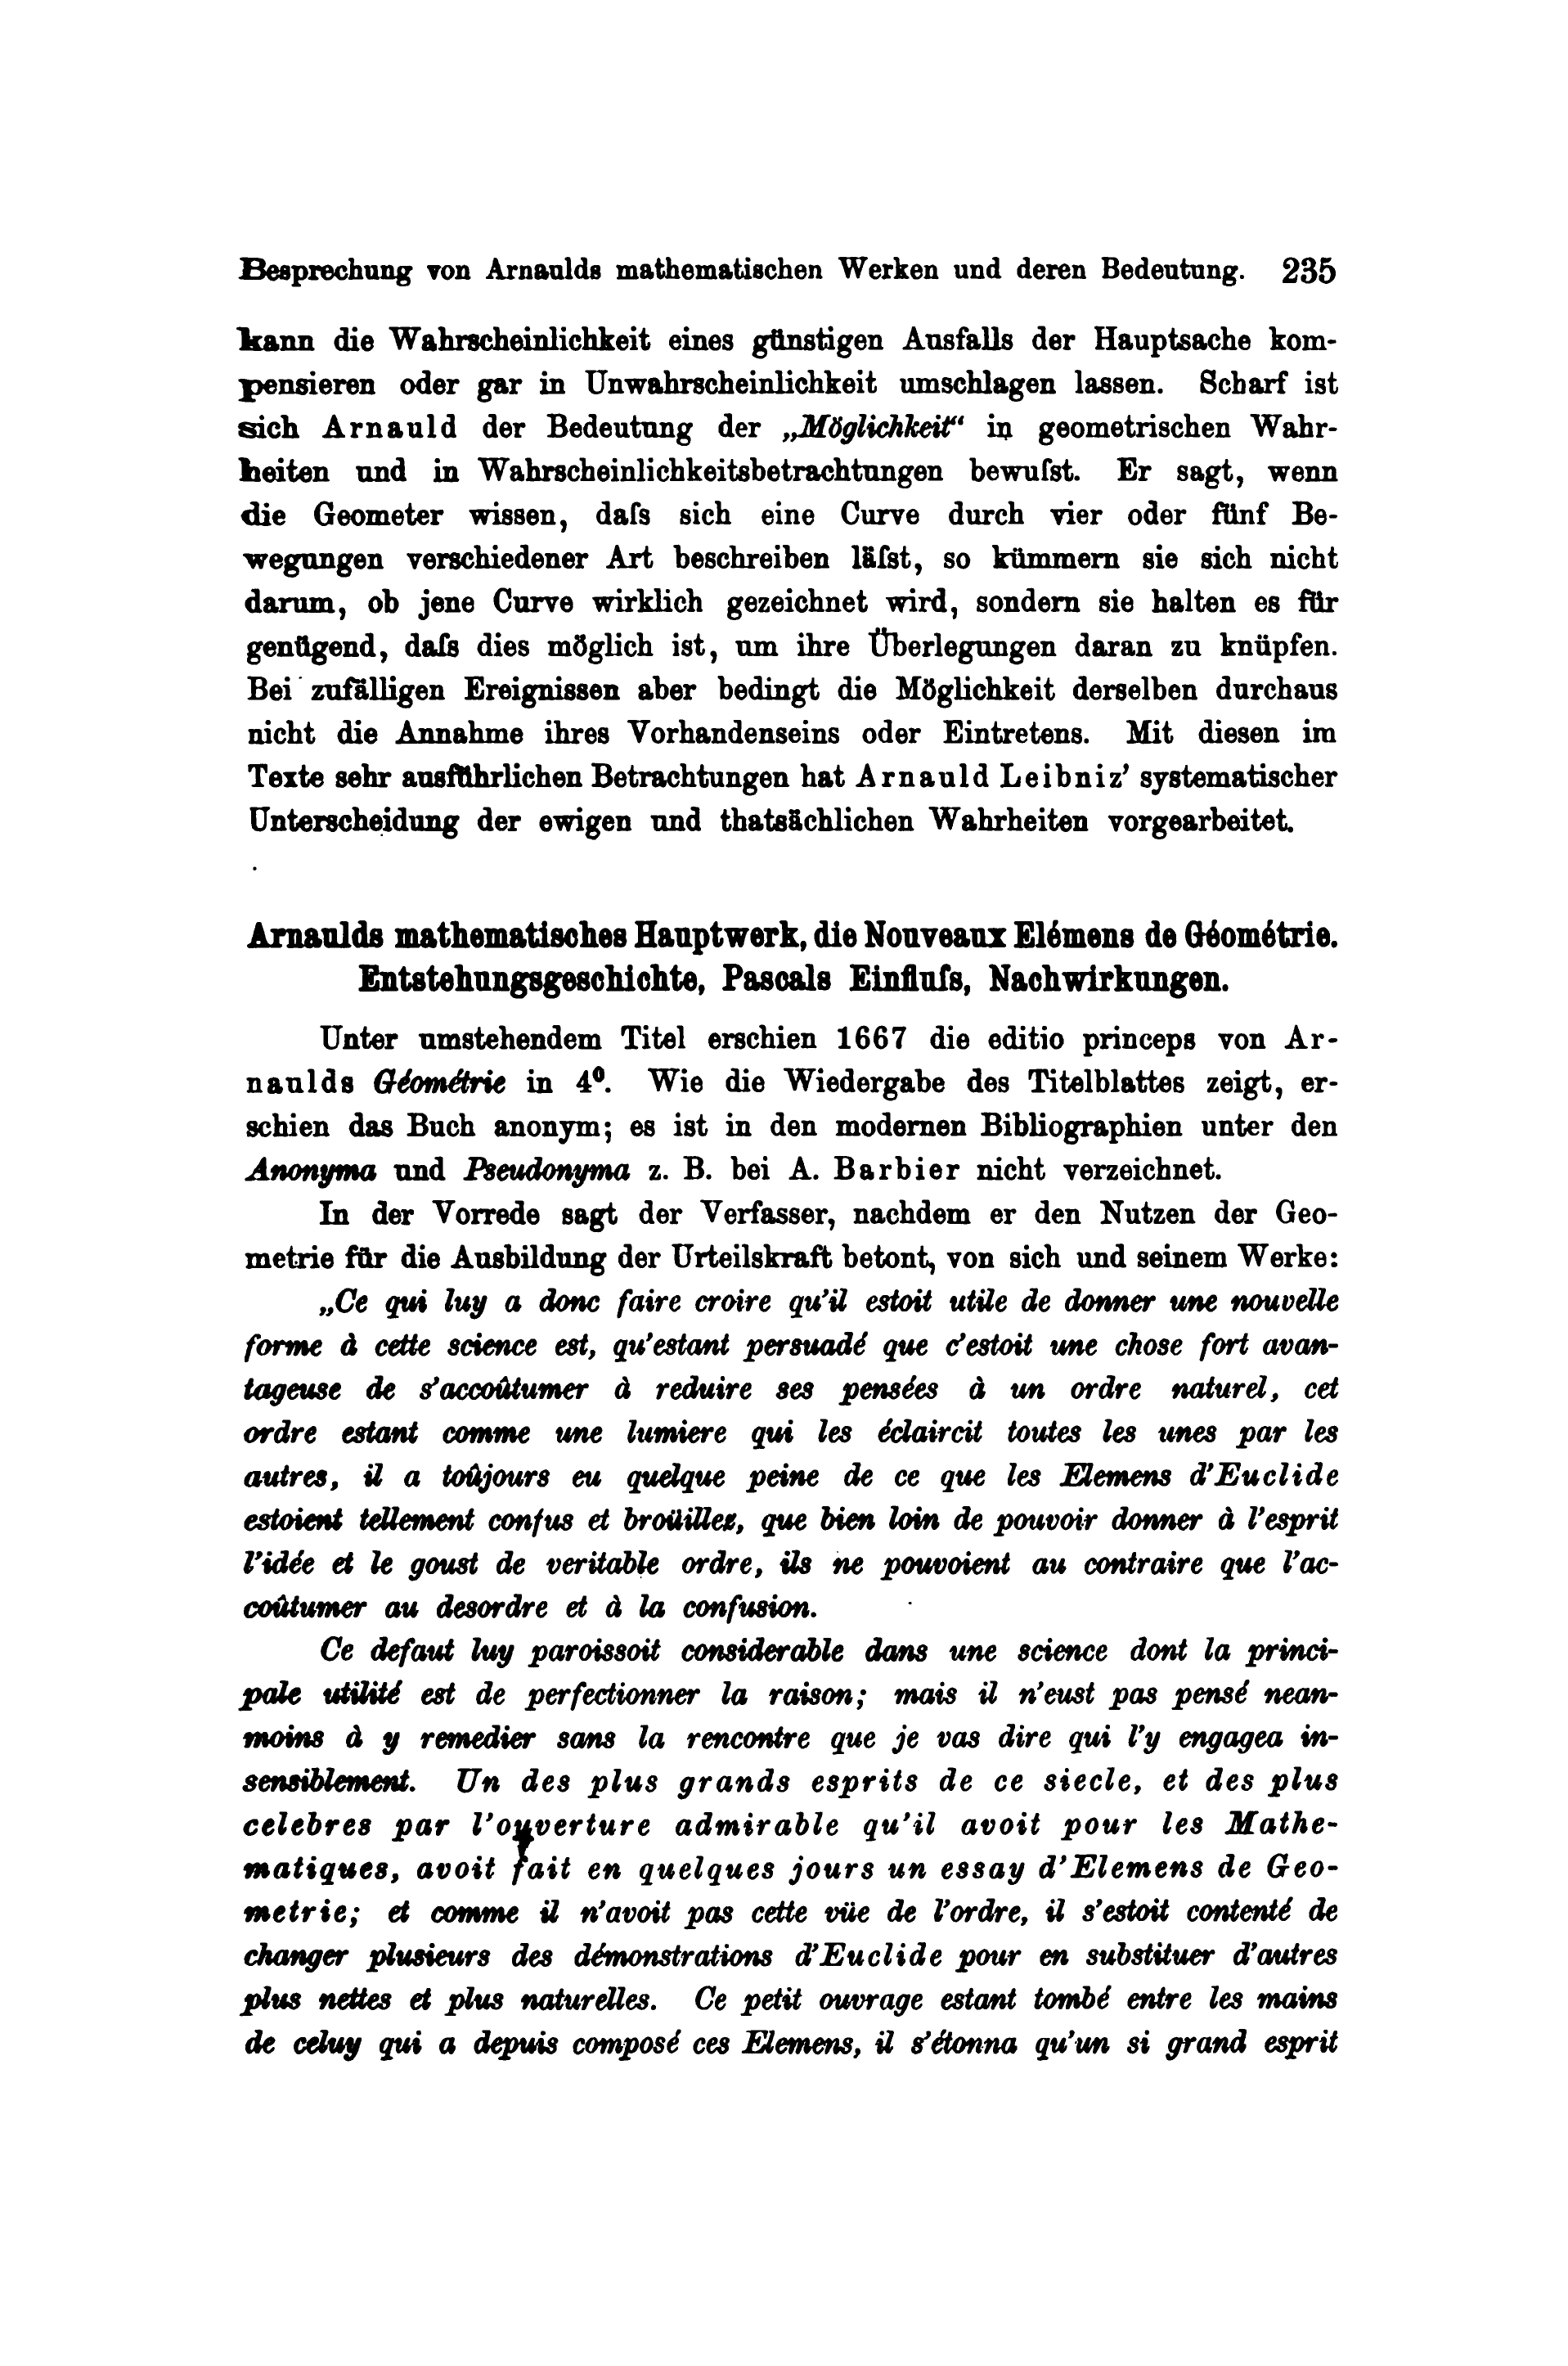 Besprechung von Arnaulds mathematischen Werken und deren Bedeutung. 235
kann die Wahrscheinlichkeit eines günstigen Ausfalls der Hauptsache kom-
pensieren oder gar in Unwahrscheinlichkeit umschlagen lassen. Scharf ist
sich Arnauld der Bedeutung der „Möglichkeit“ in geometrischen Wahr-
heiten und in Wahrscheinlichkeitsbetrachtungen bewuſst. Er sagt, wenn
die Geometer wissen, daſs sich eine Curve durch vier oder fünf Be-
wegungen verschiedener Art beschreiben läſst, so kümmern sie sich nicht
darum, ob jene Curve wirklich gezeichnet wird, sondern sie halten es für
genügend, daſs dies möglich ist, um ihre Überlegungen daran zu knüpfen.
Bei zufälligen Ereignissen aber bedingt die Möglichkeit derselben durchaus
nicht die Annahme ihres Vorhandenseins oder Eintretens. Mit diesen im
Texte sehr ausführlichen Betrachtungen hat Arnauld Leibniz’ systematischer
Unterscheidung der ewigen und thatsächlichen Wahrheiten vorgearbeitet.
Arnaulds mathematisches Hauptwerk, die Nouveaux Elémens de Géométrie.
Entstehungsgeschichte, Pascals Einfluſs, Nachwirkungen.
Unter umstehendem Titel erschien 1667 die editio princeps von Ar-
naulds Géométrie in 4⁰. Wie die Wiedergabe des Titelblattes zeigt, er-
schien das Buch anonym; es ist in den modernen Bibliographien unter den
Anonyma und Pseudonyma z. B. bei A. Barbier nicht verzeichnet.
In der Vorrede sagt der Verfasser, nachdem er den Nutzen der Geo-
metrie für die Ausbildung der Urteilskraft betont, von sich und seinem Werke:
„Ce qui luy a donc faire croire qu’il estoit utile de donner une nouvelle
forme à cette science est, qu’estant persuadé que c’estoit une chose fort avan-
tageuse de s’accoûtumer à reduire ses pensées à un ordre naturel, cet
ordre estant comme une lumiere qui les éclaircit toutes les unes par les
autres, il a toûjours eu quelque peine de ce que les Elemens d’Euclide
estoient tellement confus et broüillez, que bien loin de pouvoir donner à l’esprit
l’idée et le goust de veritable ordre, ils ne pouvoient au contraire que l’ac-
coûtumer au desordre et à la confusion.
Ce defaut luy paroissoit considerable dans une science dont la princi-
pale utilité est de perfectionner la raison; mais il n’eust pas pensé nean-
moins à y remedier sans la rencontre que je vas dire qui l’y engagea in-
sensiblement. Un des plus grands esprits de ce siecle, et des plus
celebres par l’ouverture admirable qu’il avoit pour les Mathe-
matiques, avoit fait en quelques jours un essay d’Elemens de Geo-
metrie; et comme il n’avoit pas cette vüe de l’ordre, il s’estoit contenté de
changer plusieurs des démonstrations d’Euclide pour en substituer d’autres
plus nettes et plus naturelles. Ce petit ouvrage estant tombé entre les mains
de celuy qui a depuis composé ces Elemens, il s’étonna qu’un si grand esprit